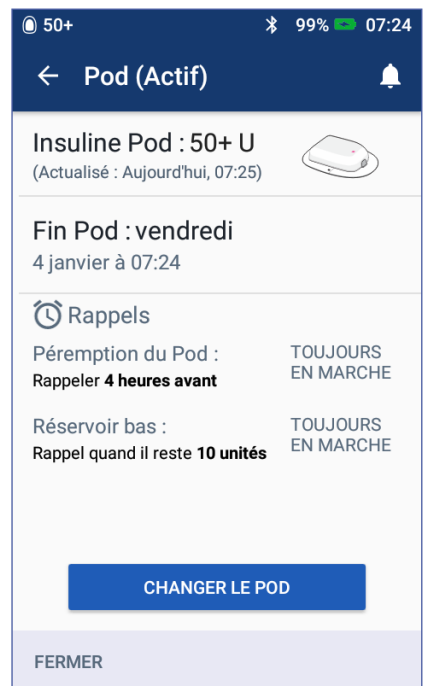 50+ 99% 07:24
Pod (Actif)
Insuline Pod : 50+ U
(Actualisé : Aujourd'hui, 07:25)
Fin Pod : vendredi
4 janvier à 07:24
Rappels
Péremption du Pod : TOUJOURS
Rappeler 4 heures avant EN MARCHE
Réservoir bas : TOUJOURS
Rappel quand il reste 10 unités EN MARCHE
CHANGER LE POD
FERMER